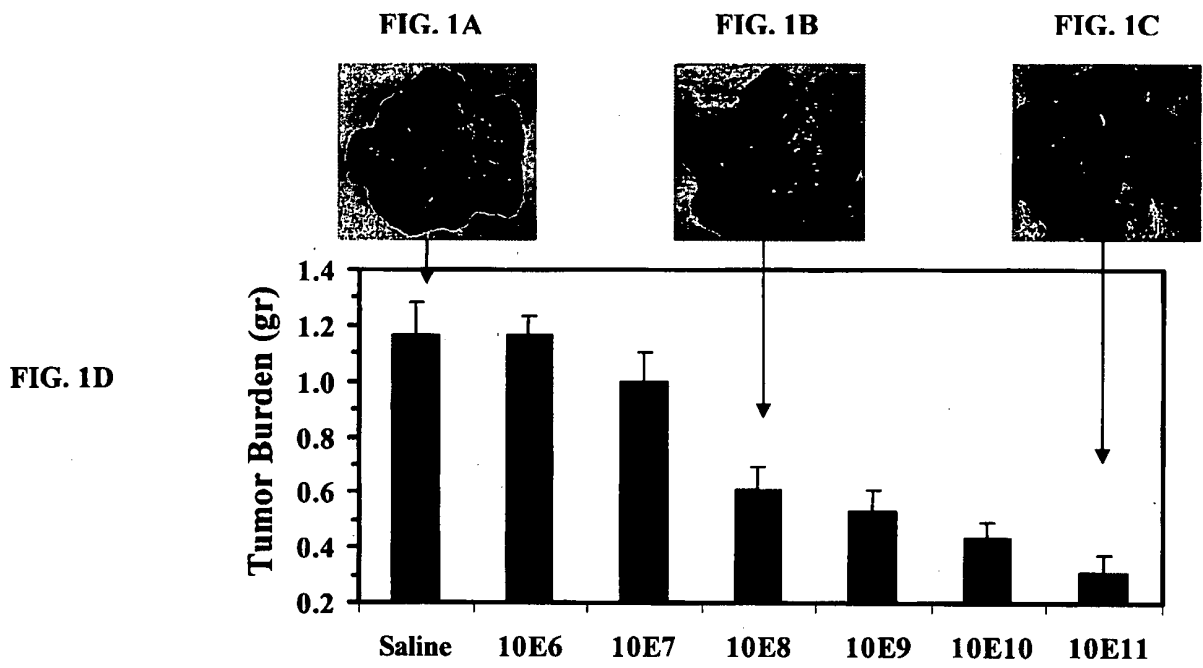 FIG. 1A
FIG. 1B
FIG. 1C
FIG. 1D
Tumor Burden (gr)
1.4
1.2
1.0
0.8
0.6
0.4
0.2
Saline 10E6 10E7 10E8 10E9 10E10 10E11